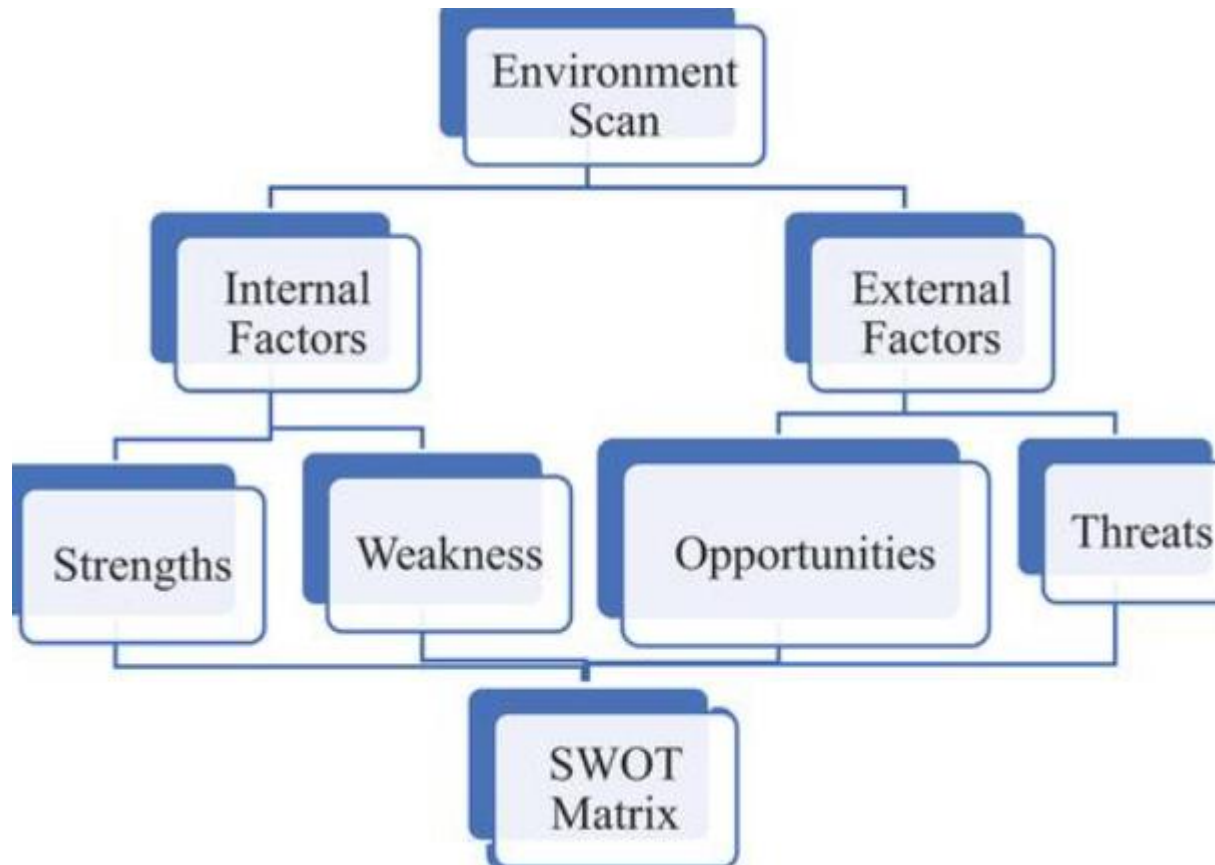 Environment
Scan
Internal
Factors
External
Factors
Strengths
Weakness
Opportunities
Threats
SWOT
Matrix